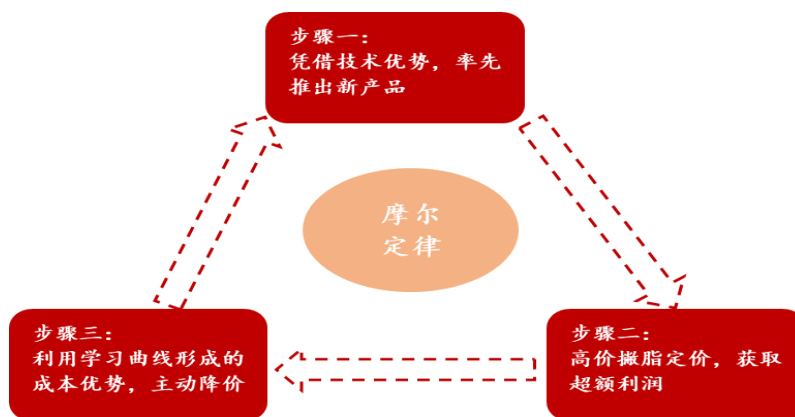 步骤一：
凭借技术优势，率先
推出新产品
摩尔
定律
步骤二：
高价撇脂定价，获取
超额利润
步骤三：
利用学习曲线形成的
成本优势，主动降价